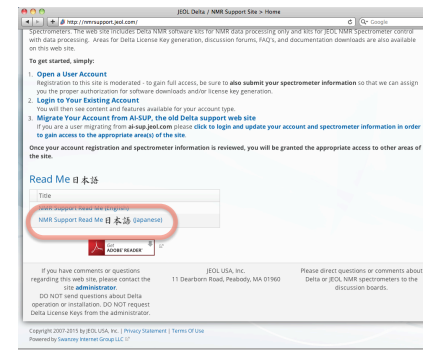 JEOL Delta / NMR Support Site > Home
http://nmrsupport.jeol.com/
Google
Spectrometers. The web site includes Delta NMR software kits for NMR data processing only and kits for JEOL NMR Spectrometer control
with data processing. Areas for Delta License Key generation, discussion forums, FAQ's, and documentation downloads are also available
on this web site.
To get started, simply:
1. Open a User Account
Registration to this site is moderated - to gain full access, be sure to also submit your spectrometer information so that we can assign
you the proper authorization for software downloads and/or license key generation.
2. Login to Your Existing Account
You will then see content and features available for your account type.
3. Migrate Your Account from AI-SUP, the old Delta support web site
If you are a user migrating from ai-sup.jeol.com please click to login and update your account and spectrometer information in order
to gain access to the appropriate area(s) of the site.
Once your account registration and spectrometer information is reviewed, you will be granted the appropriate access to other areas of
the site.
Read Me 日本語
Title
NMR Support Read Me (English)
NMR Support Read Me 日本語 (Japanese)
Get
ADOBE® READER®
If you have comments or questions
regarding this web site, please contact the
site administrator.
DO NOT send questions about Delta
operation or installation. DO NOT request
Delta License Keys from the administrator.
JEOL USA, Inc.
11 Dearborn Road, Peabody, MA 01960
Please direct questions or comments about
Delta or JEOL NMR spectrometers to the
discussion boards.
Copyright 2007-2015 by JEOL USA, Inc. | Privacy Statement | Terms Of Use
Powered by Swanzey Internet Group LLC